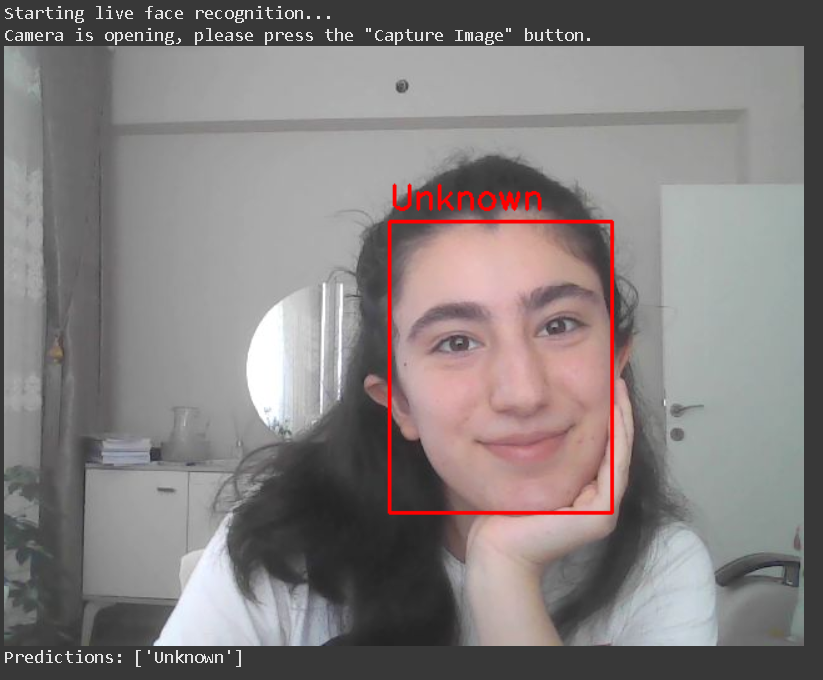 Starting live face recognition...
Camera is opening, please press the "Capture Image" button.
Unknown
Predictions: ['Unknown']